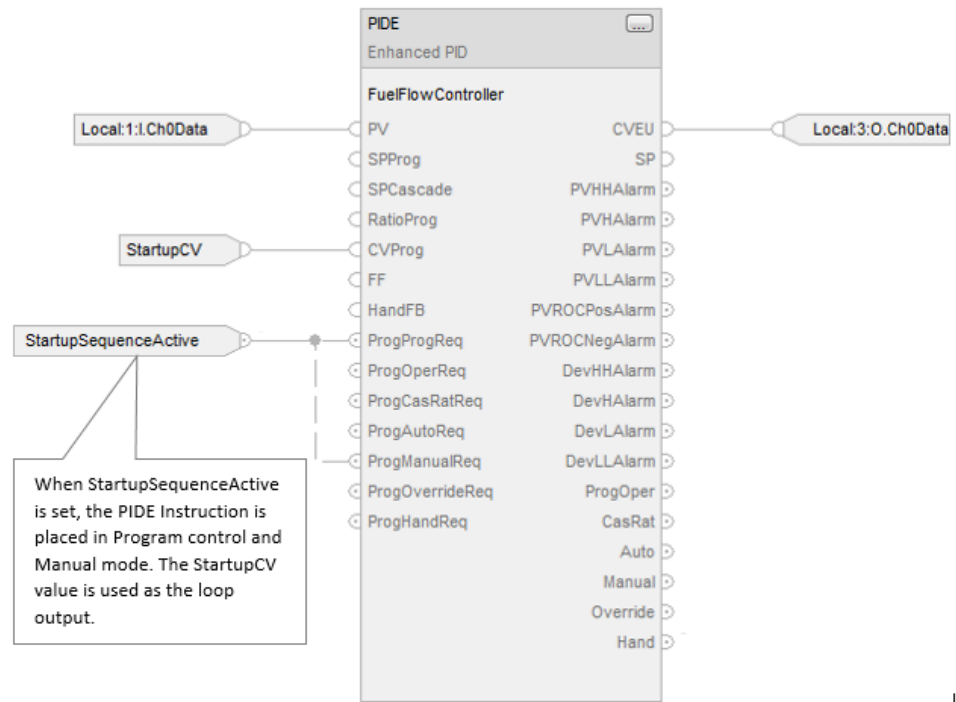 PIDE
...
Enhanced PID
FuelFlowController
Local:1:I.Ch0Data
PV
CVEU
Local:3:O.Ch0Data
SPProg
SP
SPCascade
PVHHAlarm
RatioProg
PVHAlarm
StartupCV
CVProg
PVLAlarm
FF
PVLLAlarm
HandFB
PVROCPosAlarm
StartupSequenceActive
ProgProgReq
PVROCNegAlarm
ProgOperReq
DevHHAlarm
ProgCasRatReq
DevHAlarm
ProgAutoReq
DevLAlarm
ProgManualReq
DevLLAlarm
ProgOverrideReq
ProgOper
ProgHandReq
CasRat
Auto
Manual
Override
Hand
When StartupSequenceActive
is set, the PIDE Instruction is
placed in Program control and
Manual mode. The StartupCV
value is used as the loop
output.